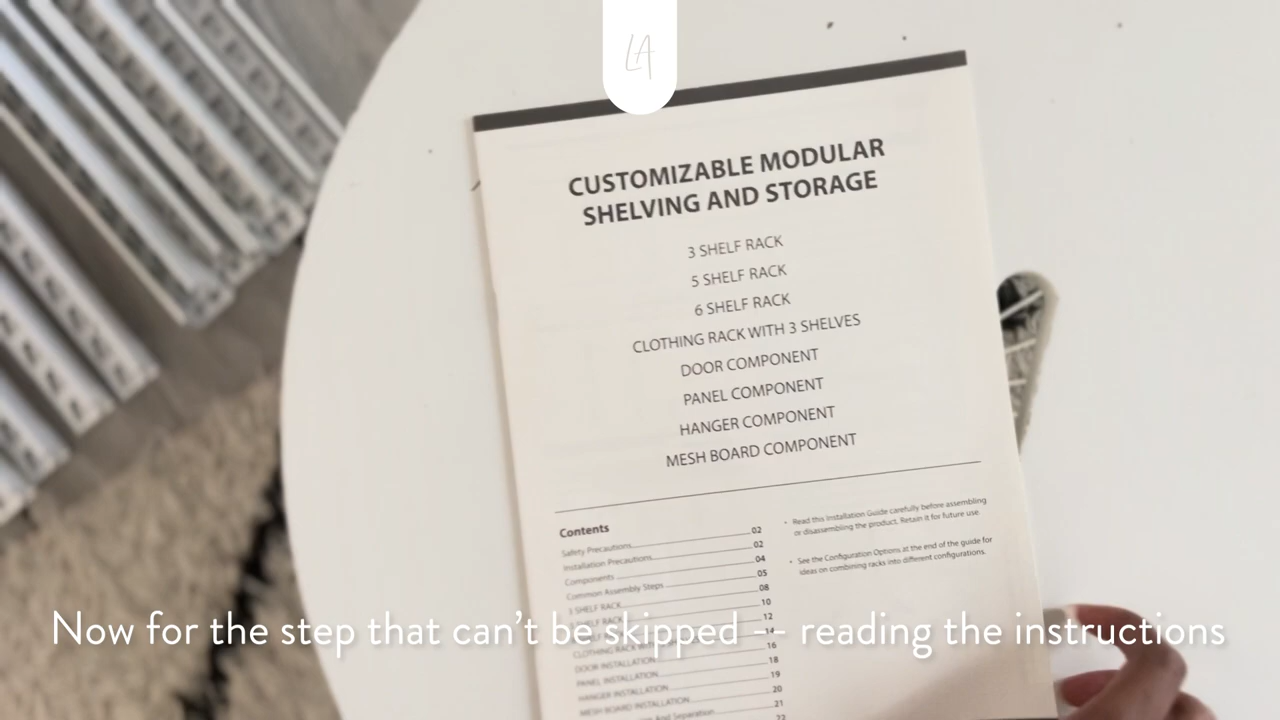 LA
CUSTOMIZABLE MODULAR
SHELVING AND STORAGE
3 SHELF RACK
5 SHELF RACK
6 SHELF RACK
CLOTHING RACK WITH 3 SHELVES
DOOR COMPONENT
PANEL COMPONENT
HANGER COMPONENT
MESH BOARD COMPONENT
Contents
Safety Precautions 02
Installation Precautions 02
Components 04
Common Assembly Steps 05
3 SHELF RACK 08
10
12
CLOTHING RACK 14
DOOR INSTALLATION 16
PANEL INSTALLATION 18
HANGER INSTALLATION 19
MESH BOARD INSTALLATION 20
And Separation 21
22
• Read this Installation Guide carefully before assembling
or disassembling the product. Retain it for future use.
• See the Configuration Options at the end of the guide for
ideas on combining racks into different configurations.
Now for the step that can't be skipped -- reading the instructions